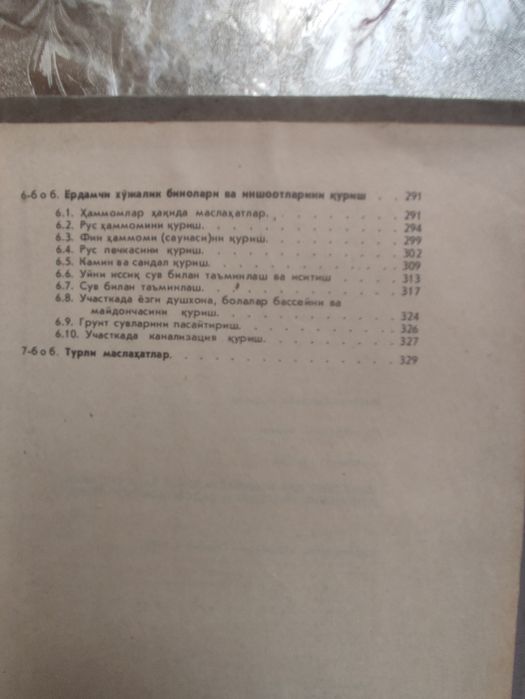 6-боб. Ёрдамчи хўжалик бинолари ва иншоотларини қуриш . . 291
6.1. Ҳаммомлар ҳақида маслаҳатлар. . . . . . . . 291
6.2. Рус ҳаммомини қуриш. . . . . . . . . . . . 294
6.3. Фин ҳаммоми (саунаси)ни қуриш. . . . . . . . 299
6.4. Рус печкасини қуриш. . . . . . . . . . . . 302
6.5. Камин ва сандал қуриш. . . . . . . . . . . 309
6.6. Уйни иссиқ сув билан таъминлаш ва иситиш . . . 313
6.7. Сув билан таъминлаш. . . . . . . . . . . . 317
6.8. Участкада ёзги душхона, болалар бассейни ва
майдончасини қуриш. . . . . . . . . . . . 324
6.9. Грунт сувларини пасайтириш. . . . . . . . . 326
6.10. Участкада канализация қуриш. . . . . . . . 327
7-боб. Турли маслаҳатлар. . . . . . . . . . . . . . 329